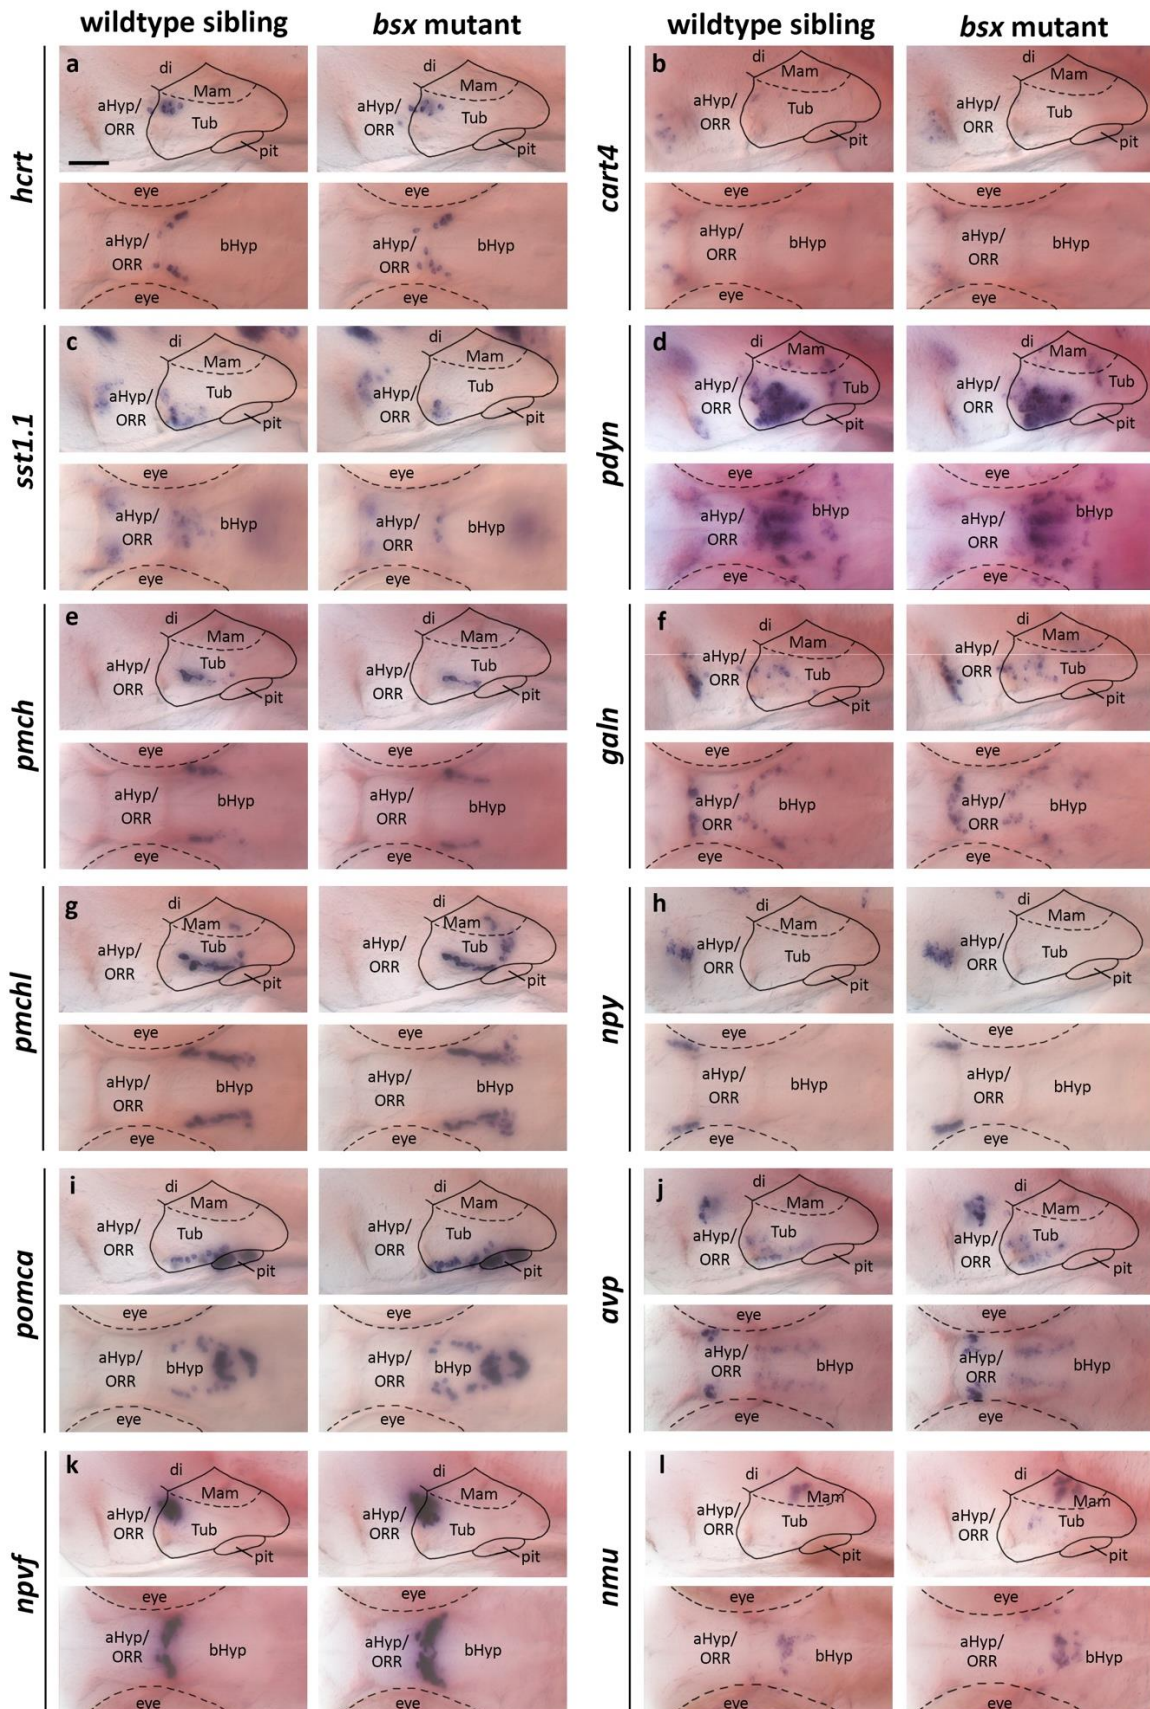 wildtype sibling
bsx mutant
wildtype sibling
bsx mutant
hcrt
a
di
Mam
aHyp/
ORR
Tub
pit
di
Mam
aHyp/
ORR
Tub
pit
eye
aHyp/
ORR
bHyp
eye
eye
aHyp/
ORR
bHyp
eye
cart4
b
di
Mam
aHyp/
ORR
Tub
pit
di
Mam
aHyp/
ORR
Tub
pit
eye
aHyp/
ORR
bHyp
eye
eye
aHyp/
ORR
bHyp
eye
sst1.1
c
di
Mam
aHyp/
ORR
Tub
pit
di
Mam
aHyp/
ORR
Tub
pit
eye
aHyp/
ORR
bHyp
eye
eye
aHyp/
ORR
bHyp
eye
pdyn
d
di
Mam
aHyp/
ORR
Tub
pit
di
Mam
aHyp/
ORR
Tub
pit
eye
aHyp/
ORR
bHyp
eye
eye
aHyp/
ORR
bHyp
eye
pmch
e
di
Mam
aHyp/
ORR
Tub
pit
di
Mam
aHyp/
ORR
Tub
pit
eye
aHyp/
ORR
bHyp
eye
eye
aHyp/
ORR
bHyp
eye
galn
f
di
Mam
aHyp/
ORR
Tub
pit
di
Mam
aHyp/
ORR
Tub
pit
eye
aHyp/
ORR
bHyp
eye
eye
aHyp/
ORR
bHyp
eye
pmchl
g
di
Mam
aHyp/
ORR
Tub
pit
di
Mam
aHyp/
ORR
Tub
pit
eye
aHyp/
ORR
bHyp
eye
eye
aHyp/
ORR
bHyp
eye
npy
h
di
Mam
aHyp/
ORR
Tub
pit
di
Mam
aHyp/
ORR
Tub
pit
eye
aHyp/
ORR
bHyp
eye
eye
aHyp/
ORR
bHyp
eye
pomca
i
di
Mam
aHyp/
ORR
Tub
pit
di
Mam
aHyp/
ORR
Tub
pit
eye
aHyp/
ORR
bHyp
eye
eye
aHyp/
ORR
bHyp
eye
avp
j
di
Mam
aHyp/
ORR
Tub
pit
di
Mam
aHyp/
ORR
Tub
pit
eye
aHyp/
ORR
bHyp
eye
eye
aHyp/
ORR
bHyp
eye
npvf
k
di
Mam
aHyp/
ORR
Tub
pit
di
Mam
aHyp/
ORR
Tub
pit
eye
aHyp/
ORR
bHyp
eye
eye
aHyp/
ORR
bHyp
eye
nmu
l
di
Mam
aHyp/
ORR
Tub
pit
di
Mam
aHyp/
ORR
Tub
pit
eye
aHyp/
ORR
bHyp
eye
eye
aHyp/
ORR
bHyp
eye